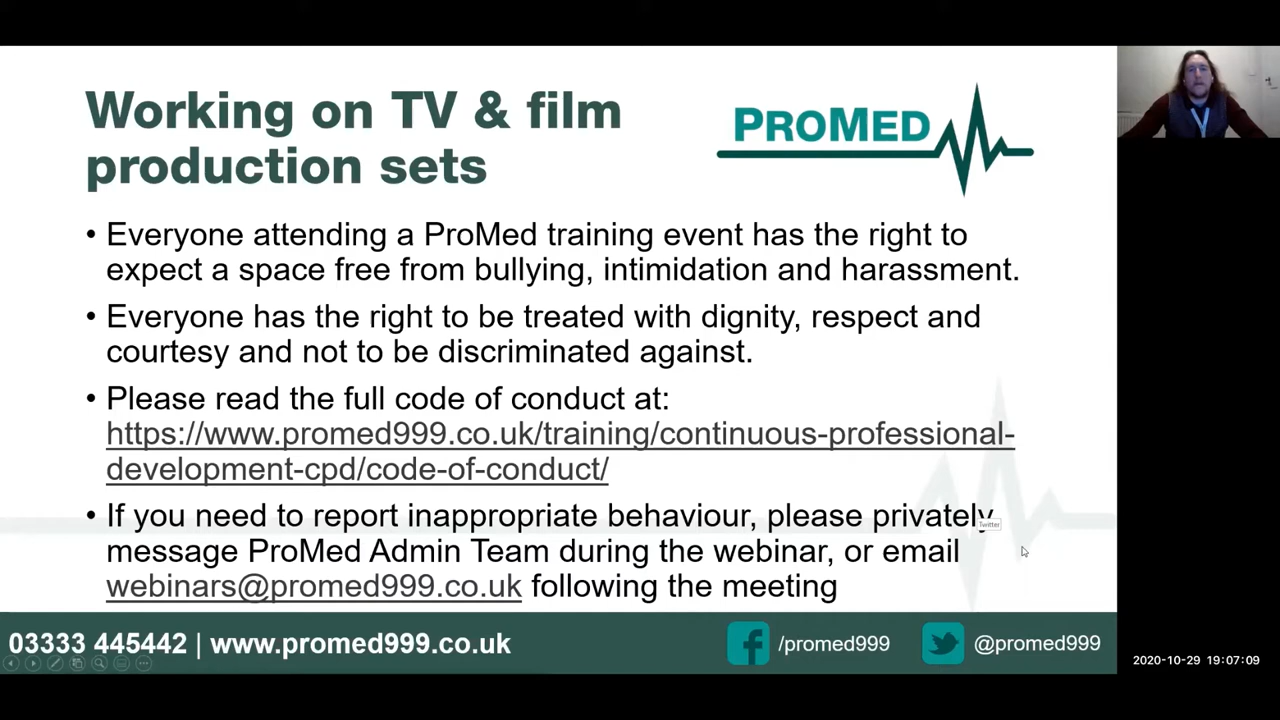 Working on TV & film
production sets
PROMED
• Everyone attending a ProMed training event has the right to
expect a space free from bullying, intimidation and harassment.
• Everyone has the right to be treated with dignity, respect and
courtesy and not to be discriminated against.
• Please read the full code of conduct at:
https://www.promed999.co.uk/training/continuous-professional-
development-cpd/code-of-conduct/
• If you need to report inappropriate behaviour, please privately
Twitter
message ProMed Admin Team during the webinar, or email
webinars@promed999.co.uk following the meeting
03333 445442 | www.promed999.co.uk
/promed999
@promed999
2020-10-29 19:07:09